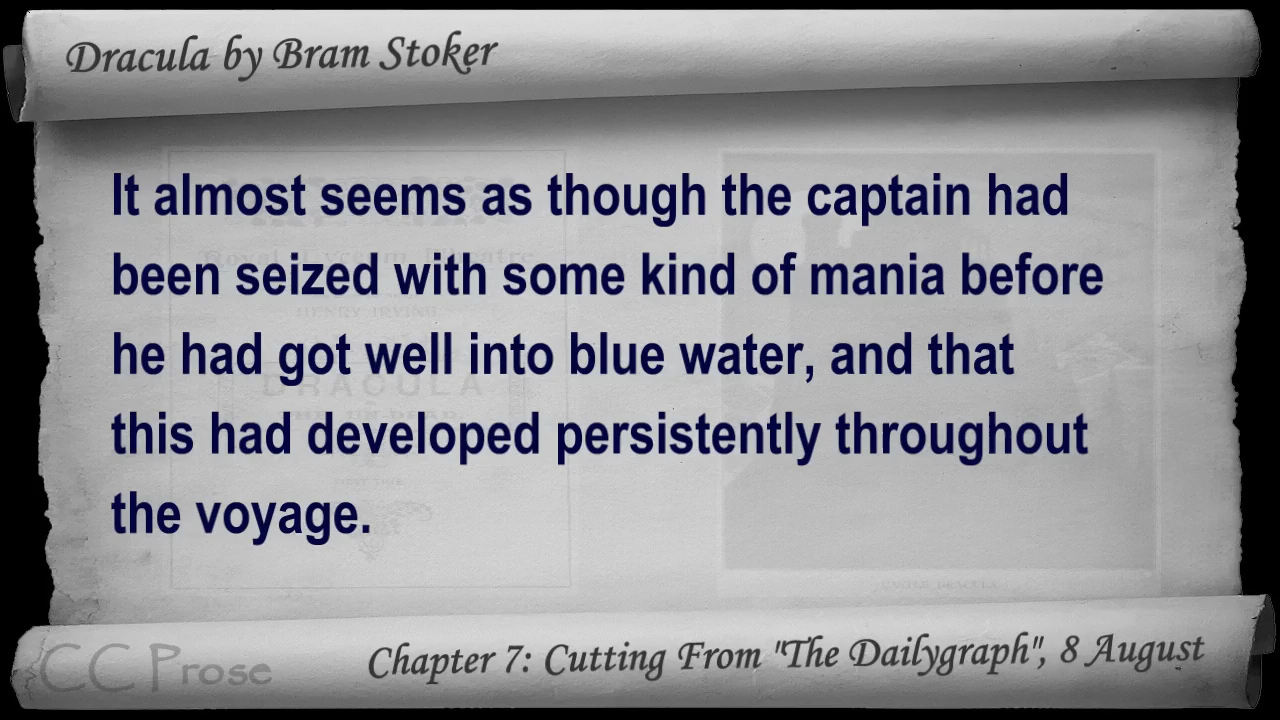 Dracula by Bram Stoker
It almost seems as though the captain had
been seized with some kind of mania before
he had got well into blue water, and that
this had developed persistently throughout
the voyage.
CC Prose
Chapter 7: Cutting From "The Dailygraph", 8 August